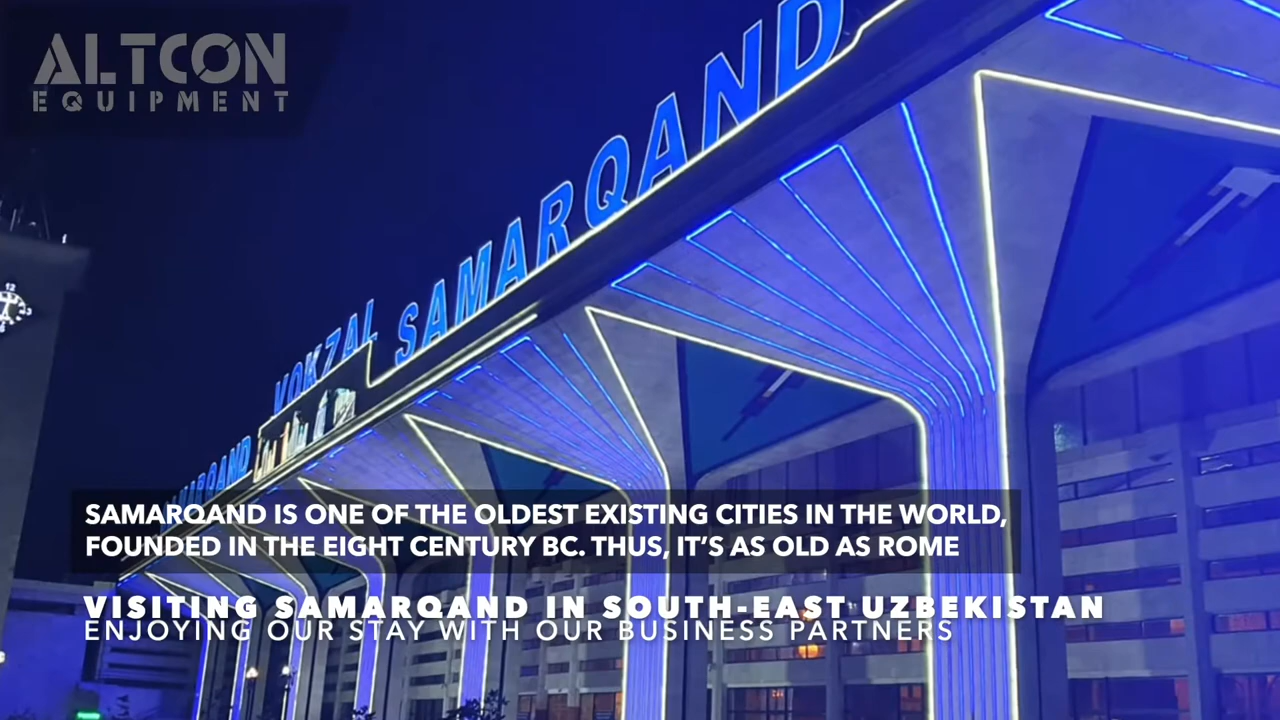 ALTCON
EQUIPMENT
SAMARQAND
VOKZAL
SAMARQAND
12
SAMARQAND IS ONE OF THE OLDEST EXISTING CITIES IN THE WORLD,
FOUNDED IN THE EIGHT CENTURY BC. THUS, IT’S AS OLD AS ROME
VISITING SAMARQAND IN SOUTH-EAST UZBEKISTAN
ENJOYING OUR STAY WITH OUR BUSINESS PARTNERS